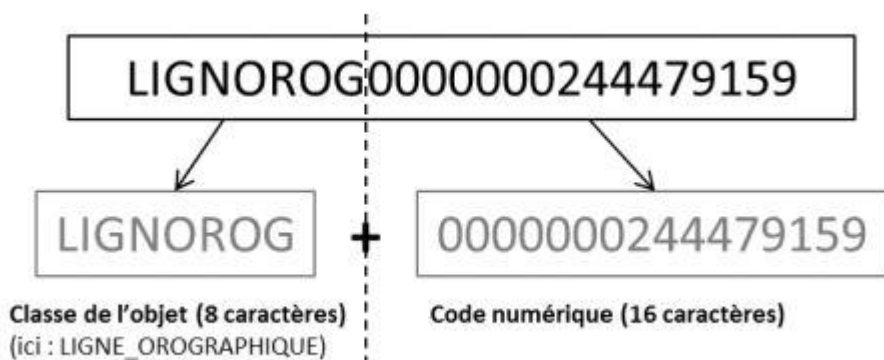 LIGNOROG0000000244479159
LIGNOROG + 0000000244479159
Classe de l'objet (8 caractères)
(ici : LIGNE_OROGRAPHIQUE)
Code numérique (16 caractères)